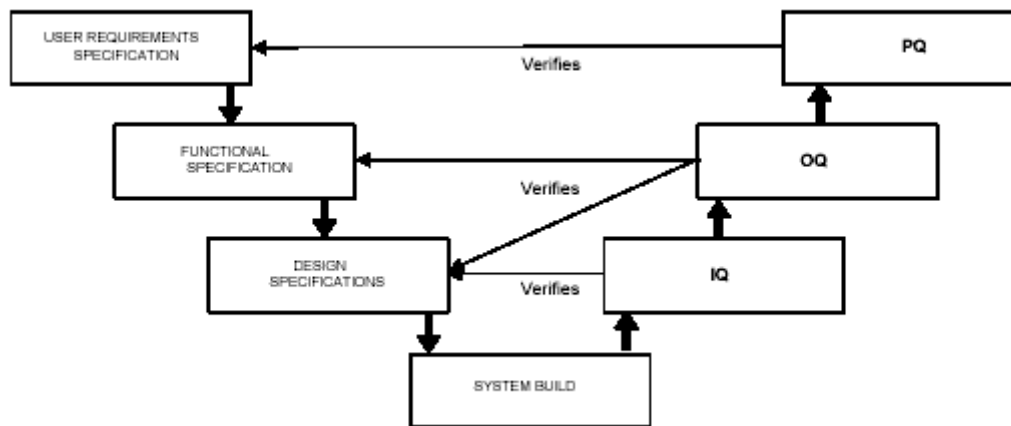 USER REQUIREMENTS
SPECIFICATION
PQ
Verifies
FUNCTIONAL
SPECIFICATION
OQ
Verifies
DESIGN
SPECIFICATIONS
IQ
Verifies
SYSTEM BUILD